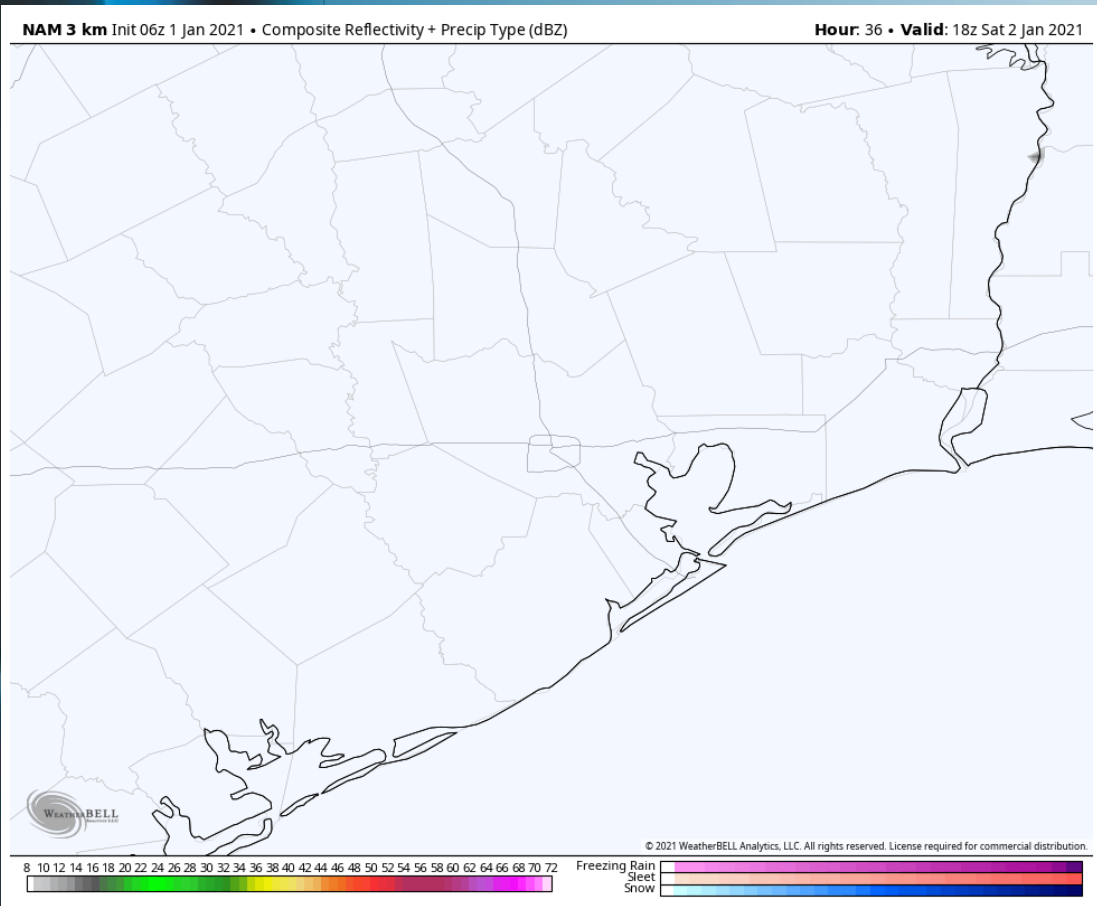 NAM 3 km Init 06z 1 Jan 2021 • Composite Reflectivity + Precip Type (dBZ) Hour: 36 • Valid: 18z Sat 2 Jan 2021
WEATHERBELL
Analytics LLC
© 2021 WeatherBELL Analytics, LLC. All rights reserved. License required for commercial distribution.
8 10 12 14 16 18 20 22 24 26 28 30 32 34 36 38 40 42 44 46 48 50 52 54 56 58 60 62 64 66 68 70 72
Freezing Rain
Sleet
Snow